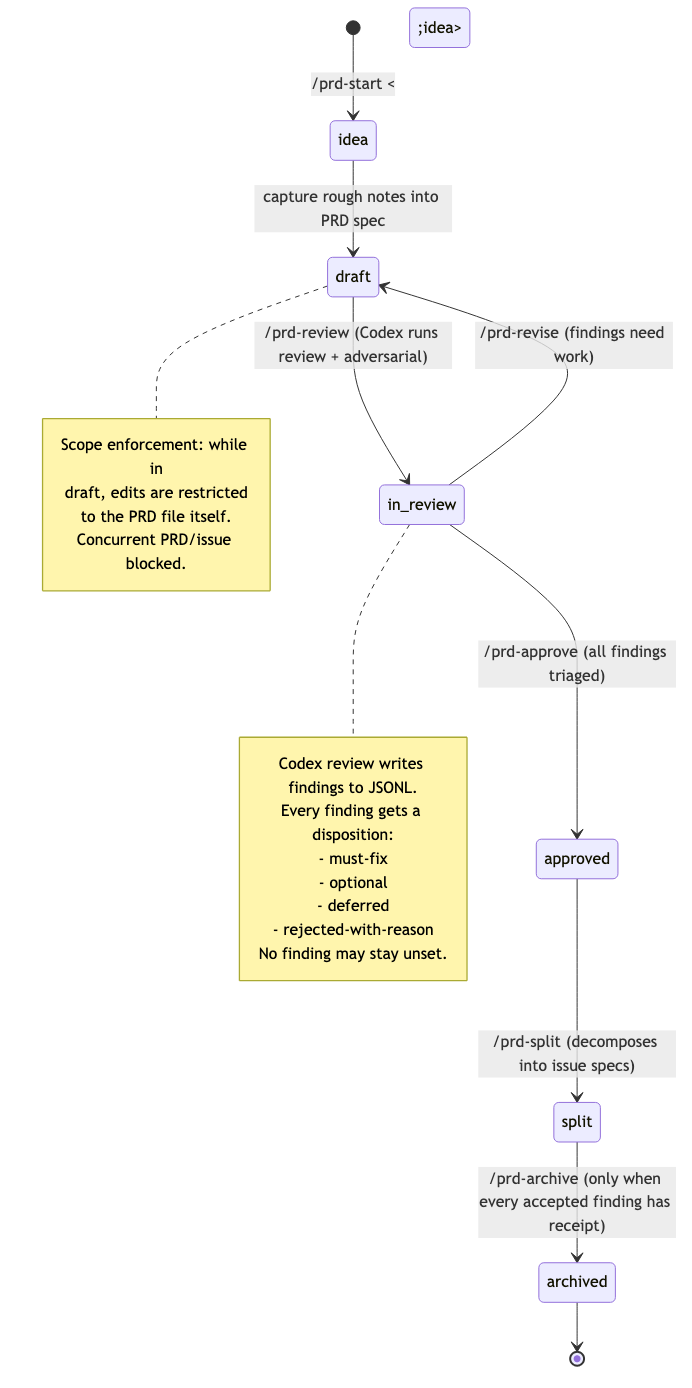 ;idea>
/prd-start <
idea
capture rough notes into
PRD spec
draft
/prd-review (Codex runs
review + adversarial)
/prd-revise (findings need
work)
Scope enforcement: while
in
draft, edits are restricted
to the PRD file itself.
Concurrent PRD/issue
blocked.
in_review
/prd-approve (all findings
triaged)
Codex review writes
findings to JSONL.
Every finding gets a
disposition:
- must-fix
- optional
- deferred
- rejected-with-reason
No finding may stay unset.
approved
/prd-split (decomposes
into issue specs)
split
/prd-archive (only when
every accepted finding has
receipt)
archived